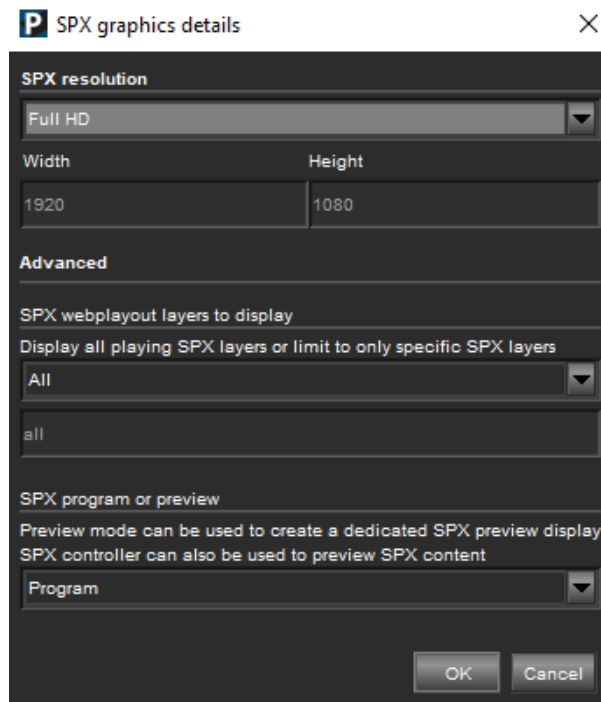 P SPX graphics details
SPX resolution
Full HD
Width Height
1920 1080
Advanced
SPX webplayout layers to display
Display all playing SPX layers or limit to only specific SPX layers
All
all
SPX program or preview
Preview mode can be used to create a dedicated SPX preview display
SPX controller can also be used to preview SPX content
Program
OK Cancel